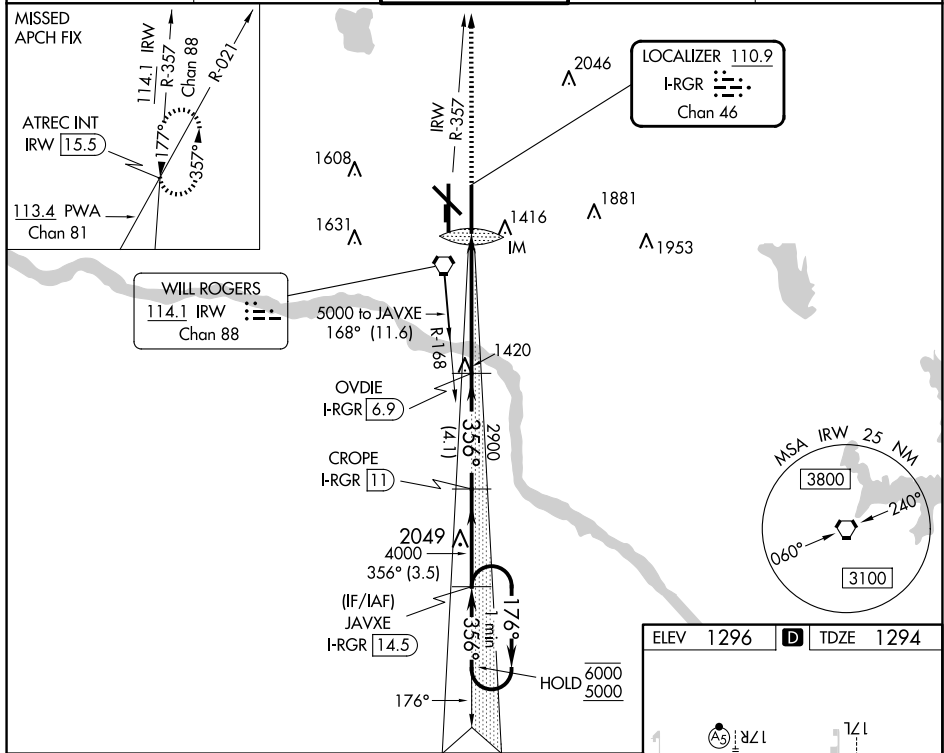 MISSED
APCH FIX
114.1 IRW
R-357
Chan 88
R-021
ATREC INT
IRW 15.5
177°
357°
113.4 PWA
Chan 81
IRW
R-357
2046
LOCALIZER 110.9
I-RGR
Chan 46
1608
1631
1416
IM
1881
1953
WILL ROGERS
114.1 IRW
Chan 88
5000 to JAVXE
168° (11.6)
R-168
1420
OVDIE
I-RGR 6.9
356°
(4.1)
2900
CROPE
I-RGR 11
2049
4000
356° (3.5)
(IF/IAF)
JAVXE
I-RGR 14.5
356°
1 min
176°
HOLD 6000
5000
176°
MSA IRW 25 NM
3800
240°
060°
3100
ELEV 1296 D TDZE 1294
A5
17R
17L